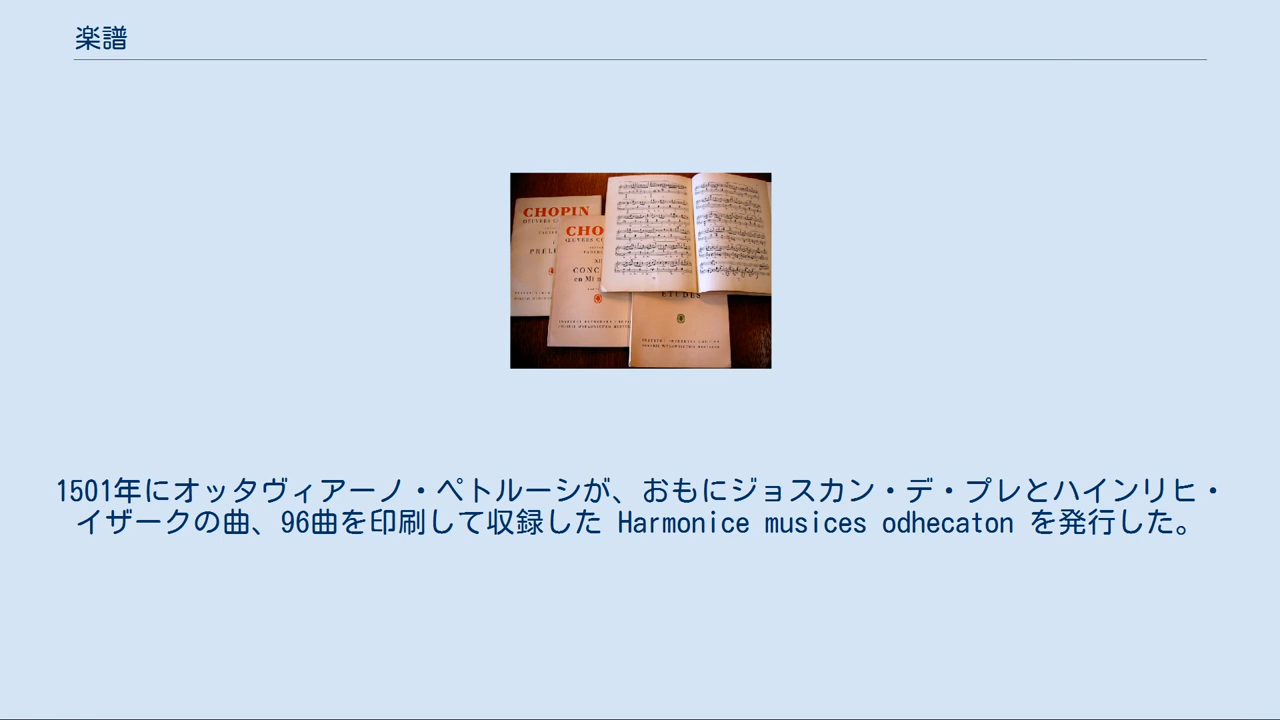 楽譜
CHOPIN
CHO
ETUDES
1501年にオッタヴィアーノ・ペトルーシが、おもにジョスカン・デ・プレとハインリヒ・
イザークの曲、96曲を印刷して収録した Harmonice musices odhecaton を発行した。